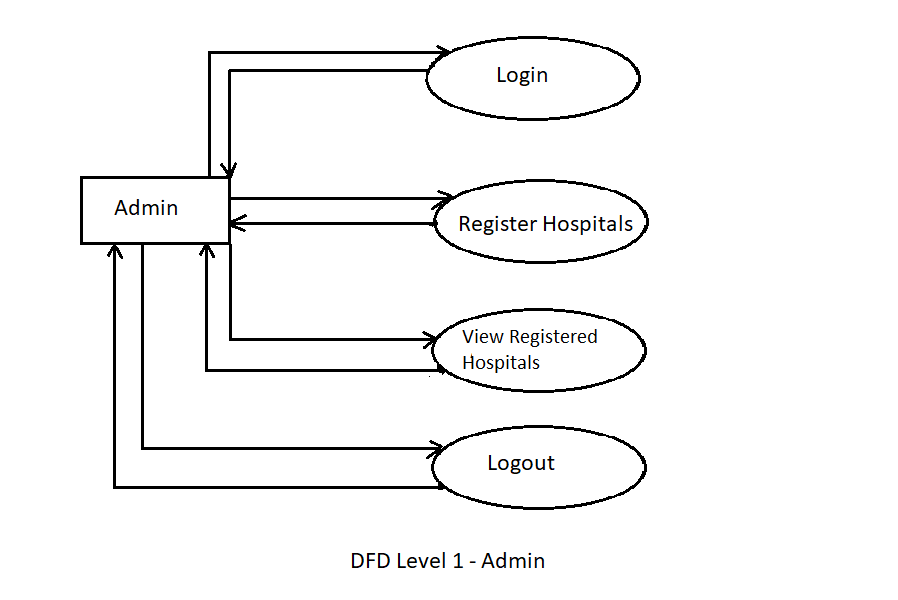 Login
Admin
Register Hospitals
View Registered
Hospitals
Logout
DFD Level 1 - Admin